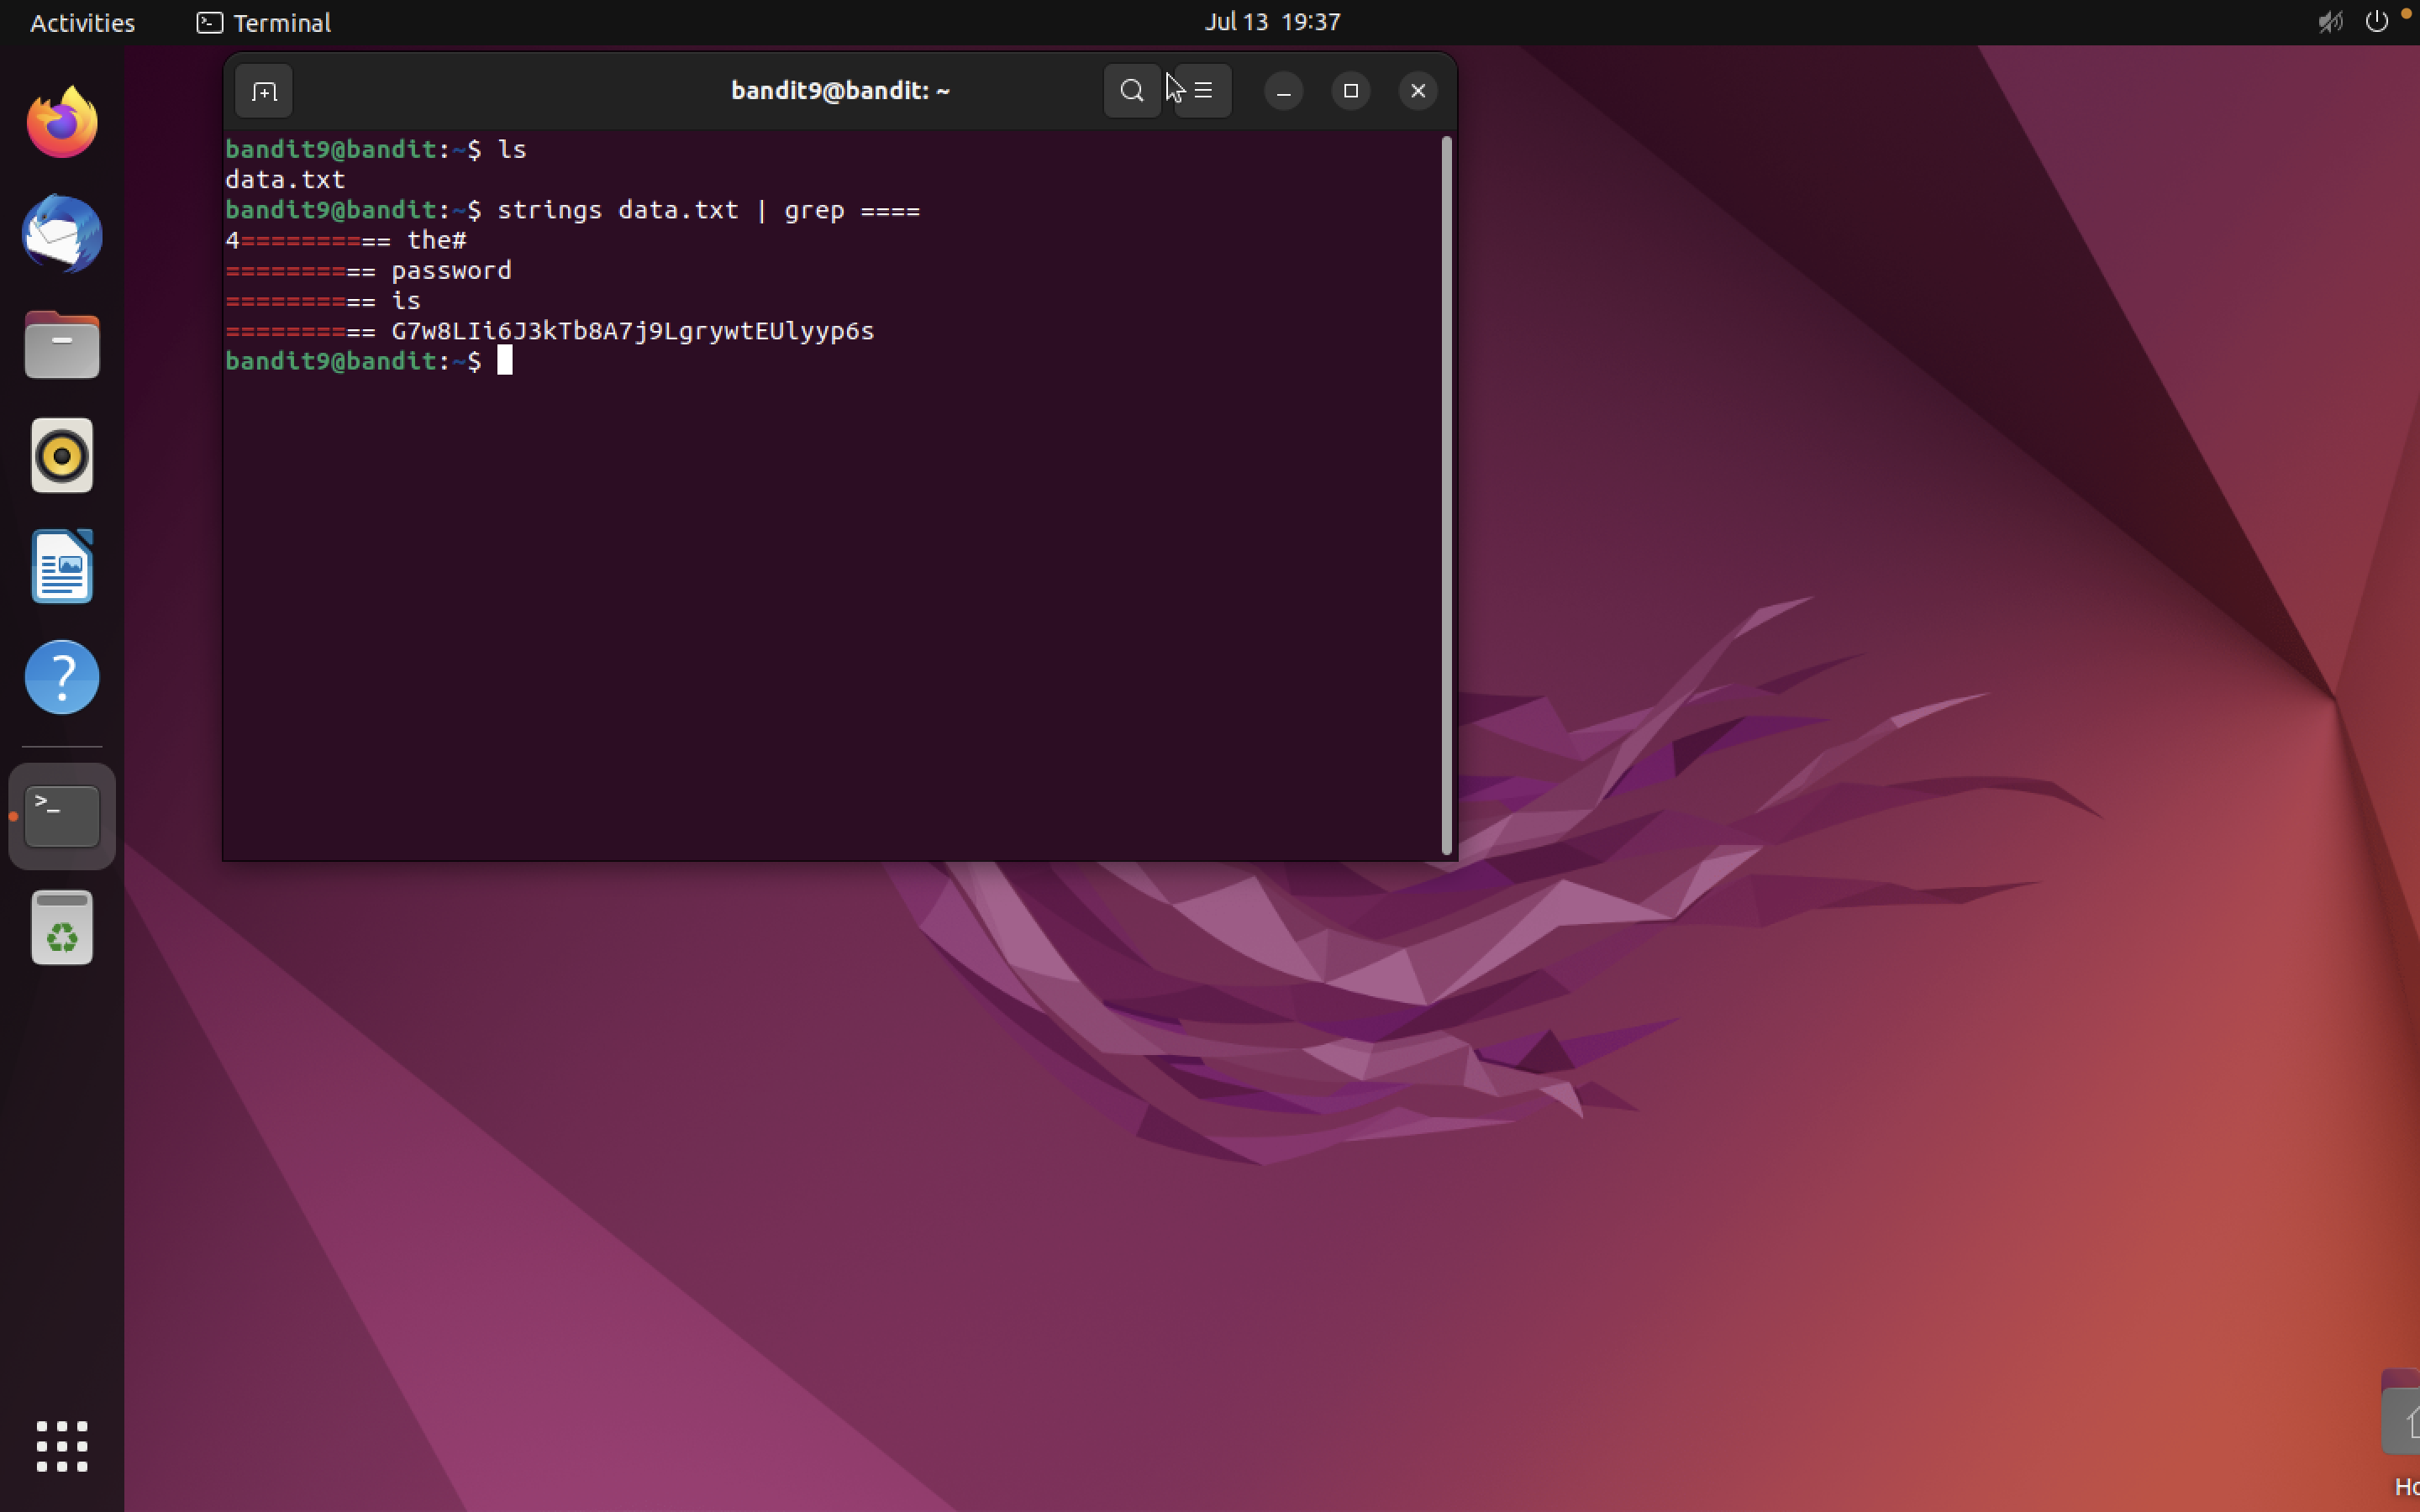 Activities Terminal Jul 13 19:37
bandit9@bandit: ~
bandit9@bandit:~$ ls
data.txt
bandit9@bandit:~$ strings data.txt | grep ====
4========== the#
========== password
========== is
========== G7w8LIi6J3kTb8A7j9LgrywtEUlyyp6s
bandit9@bandit:~$